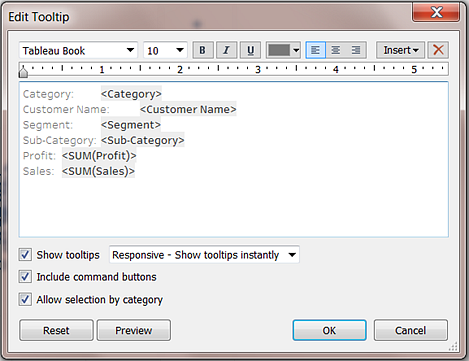 Edit Tooltip
Tableau Book 10 B I U Insert
1 2 3 4 5
Category: <Category>
Customer Name: <Customer Name>
Segment: <Segment>
Sub-Category: <Sub-Category>
Profit: <SUM(Profit)>
Sales: <SUM(Sales)>
Show tooltips Responsive - Show tooltips instantly
Include command buttons
Allow selection by category
Reset Preview OK Cancel